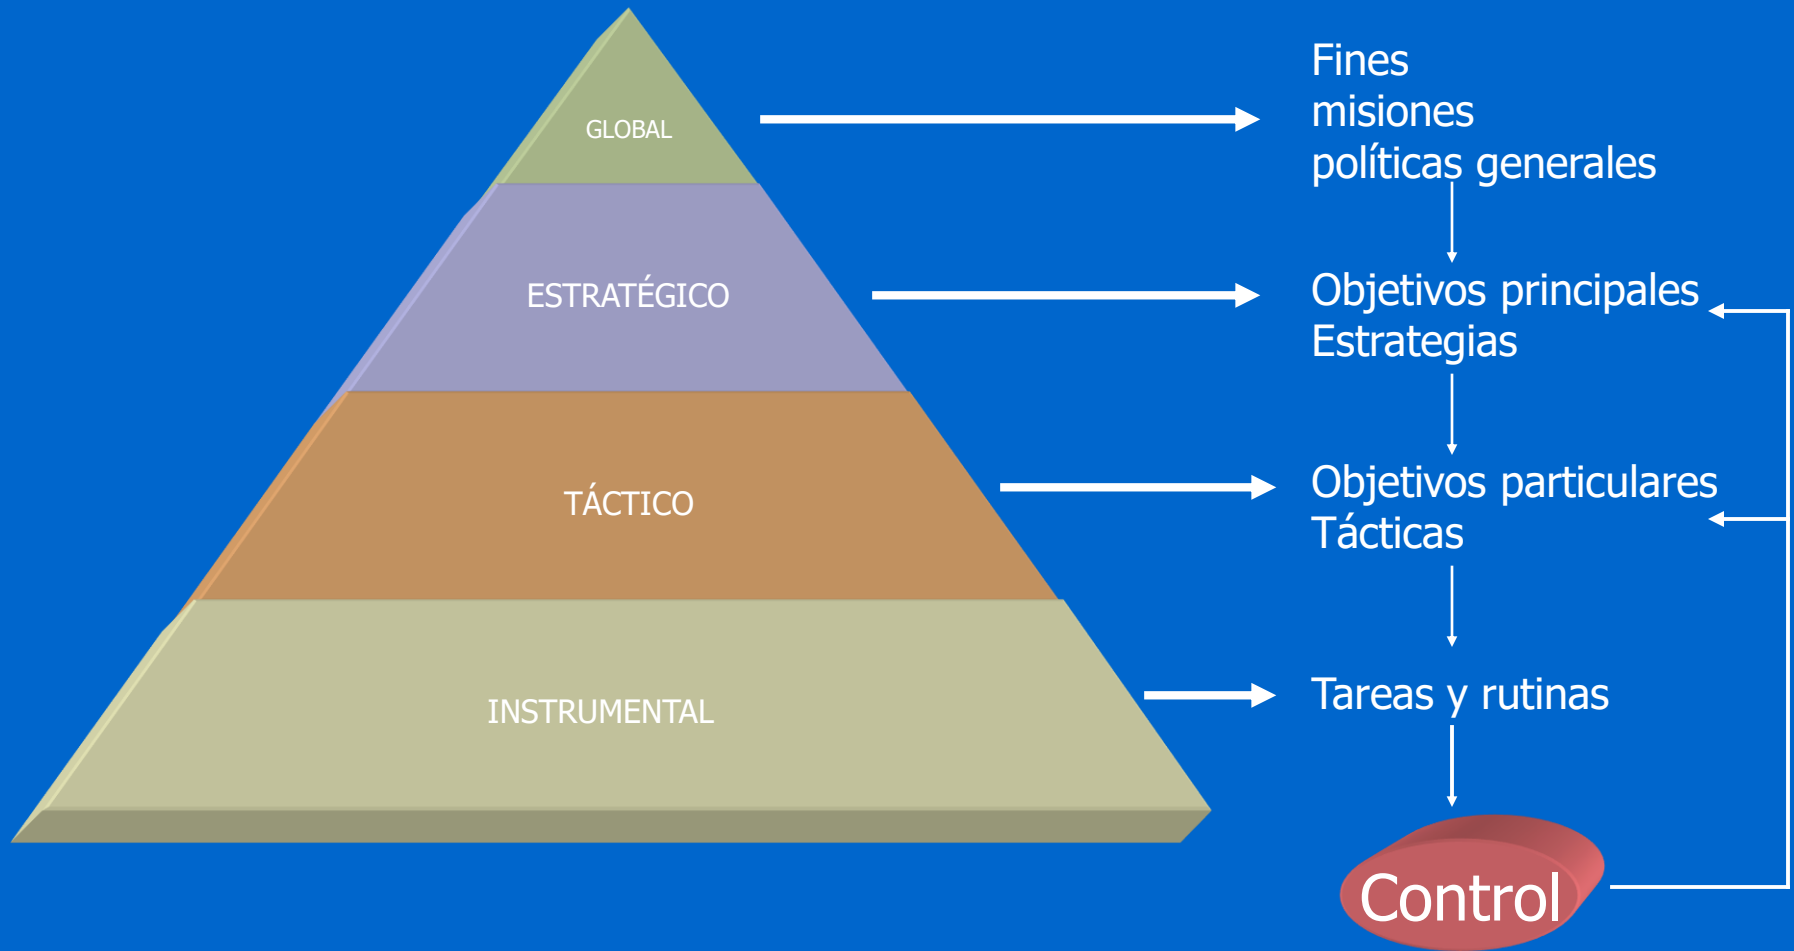 GLOBAL
Fines
misiones
políticas generales
ESTRATÉGICO
Objetivos principales
Estrategias
TÁCTICO
Objetivos particulares
Tácticas
INSTRUMENTAL
Tareas y rutinas
Control